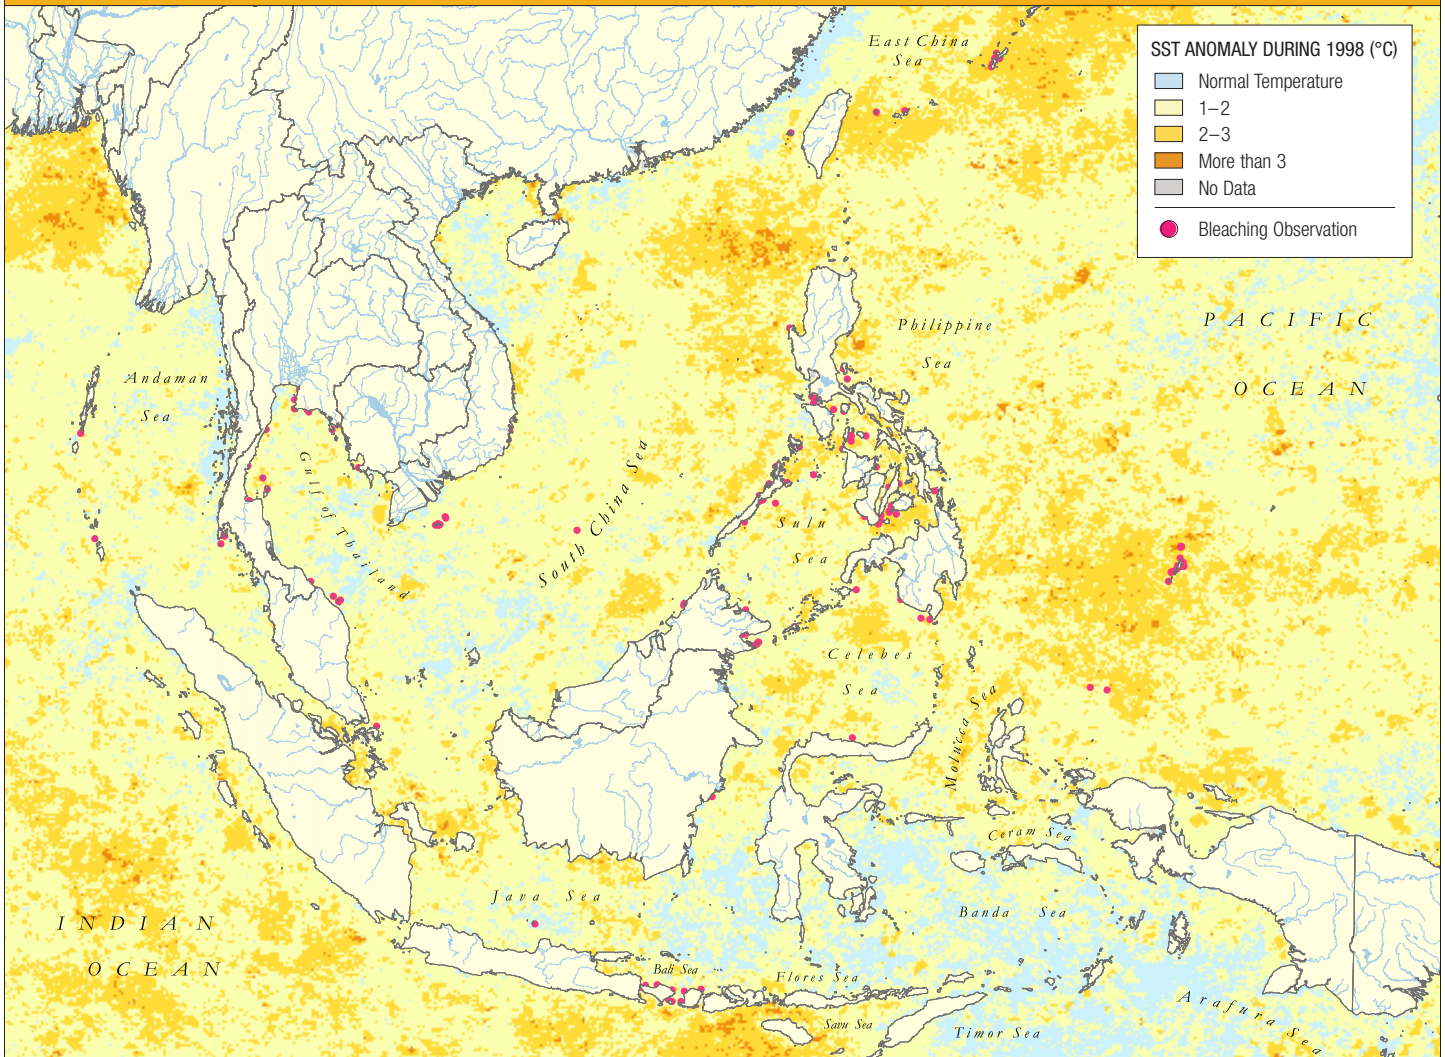 East China
Sea
SST ANOMALY DURING 1998 (°C)
Normal Temperature
1–2
2–3
More than 3
No Data
Bleaching Observation
PACIFIC
OCEAN
Philippine
Sea
Andaman
Sea
Gulf of Thailand
South China Sea
Sulu
Sea
Celebes
Sea
Molucca Sea
Ceram Sea
Java Sea
Banda Sea
INDIAN
OCEAN
Bali Sea
Flores Sea
Savu Sea
Timor Sea
Arafura Sea